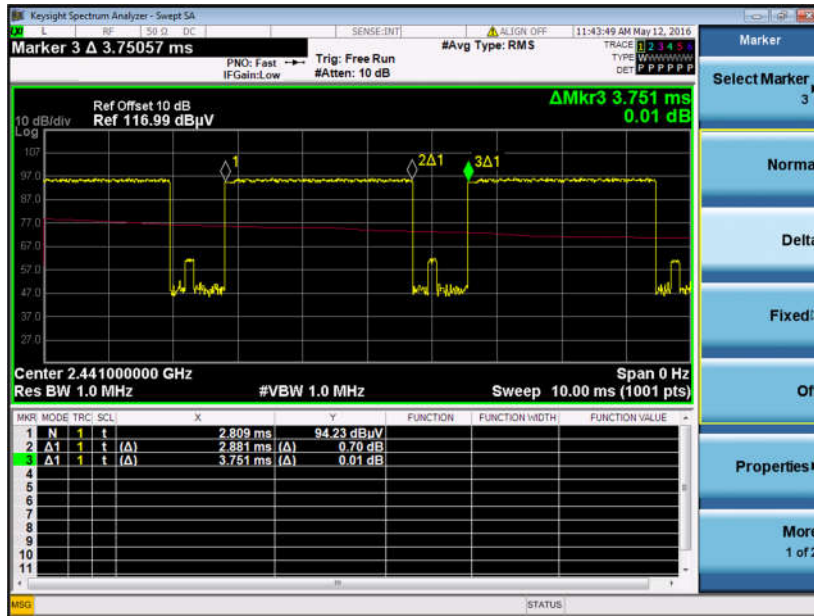 Keysight Spectrum Analyzer - Swept SA
L RF 50 Ω DC SENSE:INT ALIGN OFF 11:43:49 AM May 12, 2016
Marker 3 Δ 3.75057 ms
#Avg Type: RMS
TRACE 1 2 3 4 5 6
PNO: Fast
Trig: Free Run
TYPE WWWWWW
IFGain:Low
#Atten: 10 dB
DET P P P P P P
ΔMkr3 3.751 ms
0.01 dB
Ref Offset 10 dB
10 dB/div Ref 116.99 dBµV
Log
107
97.0
87.0
77.0
67.0
57.0
47.0
37.0
27.0
1
2Δ1
3Δ1
Center 2.441000000 GHz Span 0 Hz
Res BW 1.0 MHz #VBW 1.0 MHz Sweep 10.00 ms (1001 pts)
MKR MODE TRC SCL X Y FUNCTION FUNCTION WIDTH FUNCTION VALUE
1 N 1 t 2.809 ms 94.23 dBµV
2 Δ1 1 t (Δ) 2.881 ms (Δ) 0.70 dB
3 Δ1 1 t (Δ) 3.751 ms (Δ) 0.01 dB
4
5
6
7
8
9
10
11
MSG STATUS
Marker
Select Marker
3
Norma
Delta
Fixed
Of
Properties
More
1 of 2